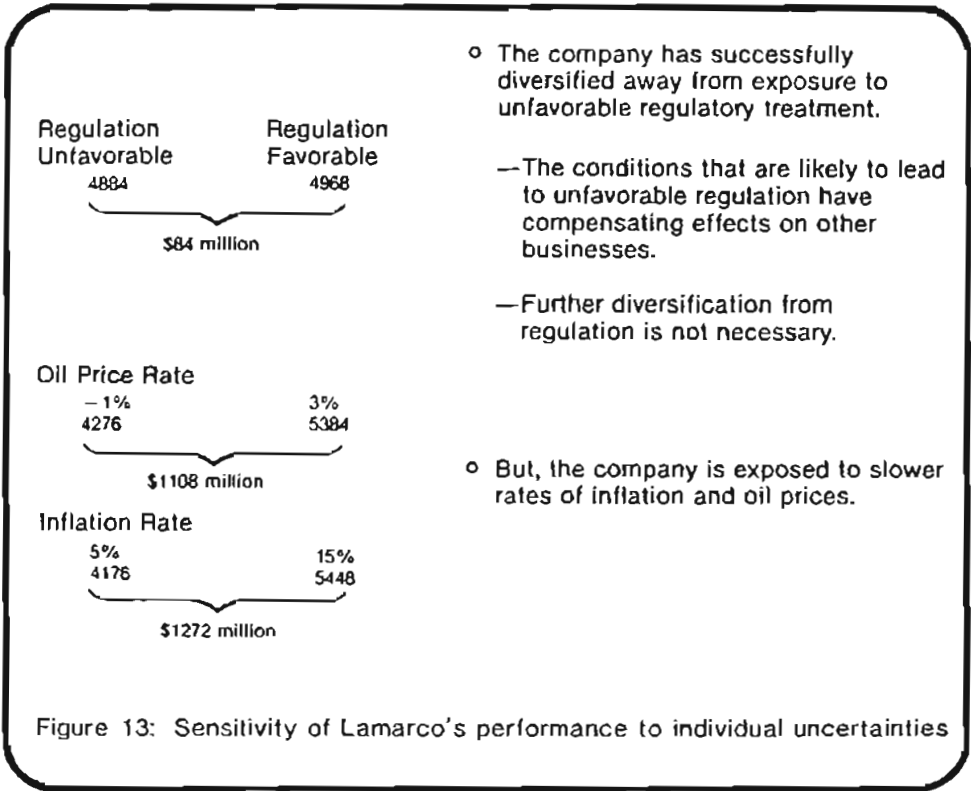 Regulation Regulation
Unfavorable Favorable
4884 4968
$84 million
Oil Price Rate
– 1% 3%
4276 5384
$1108 million
Inflation Rate
5% 15%
4176 5448
$1272 million
o The company has successfully
diversified away from exposure to
unfavorable regulatory treatment.
—The conditions that are likely to lead
to unfavorable regulation have
compensating effects on other
businesses.
—Further diversification from
regulation is not necessary.
o But, the company is exposed to slower
rates of inflation and oil prices.
Figure 13: Sensitivity of Lamarco's performance to individual uncertainties